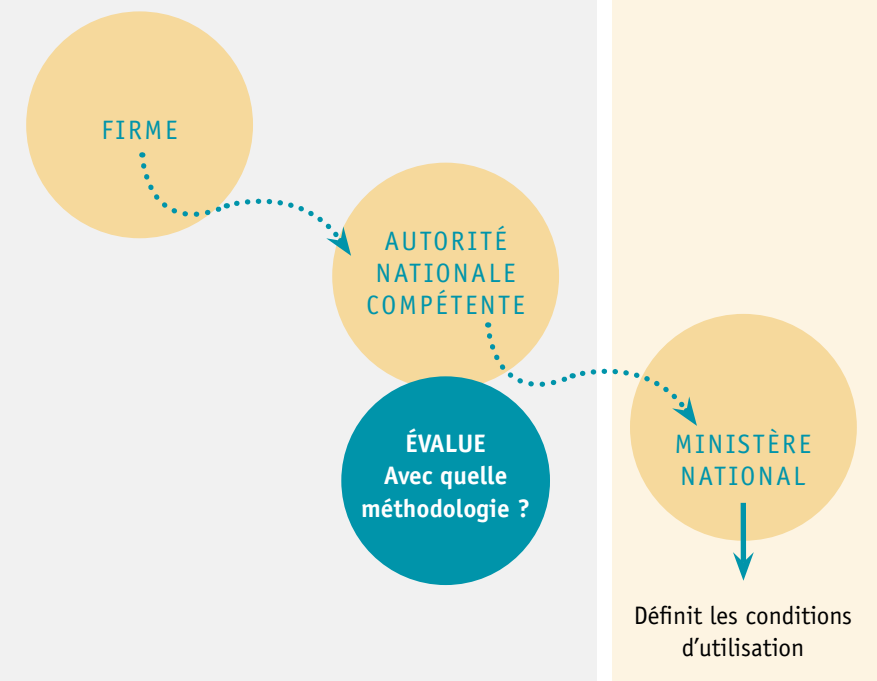 FIRME
AUTORITÉ
NATIONALE
COMPÉTENTE
ÉVALUE
Avec quelle
méthodologie ?
MINISTÈRE
NATIONAL
Définit les conditions
d'utilisation